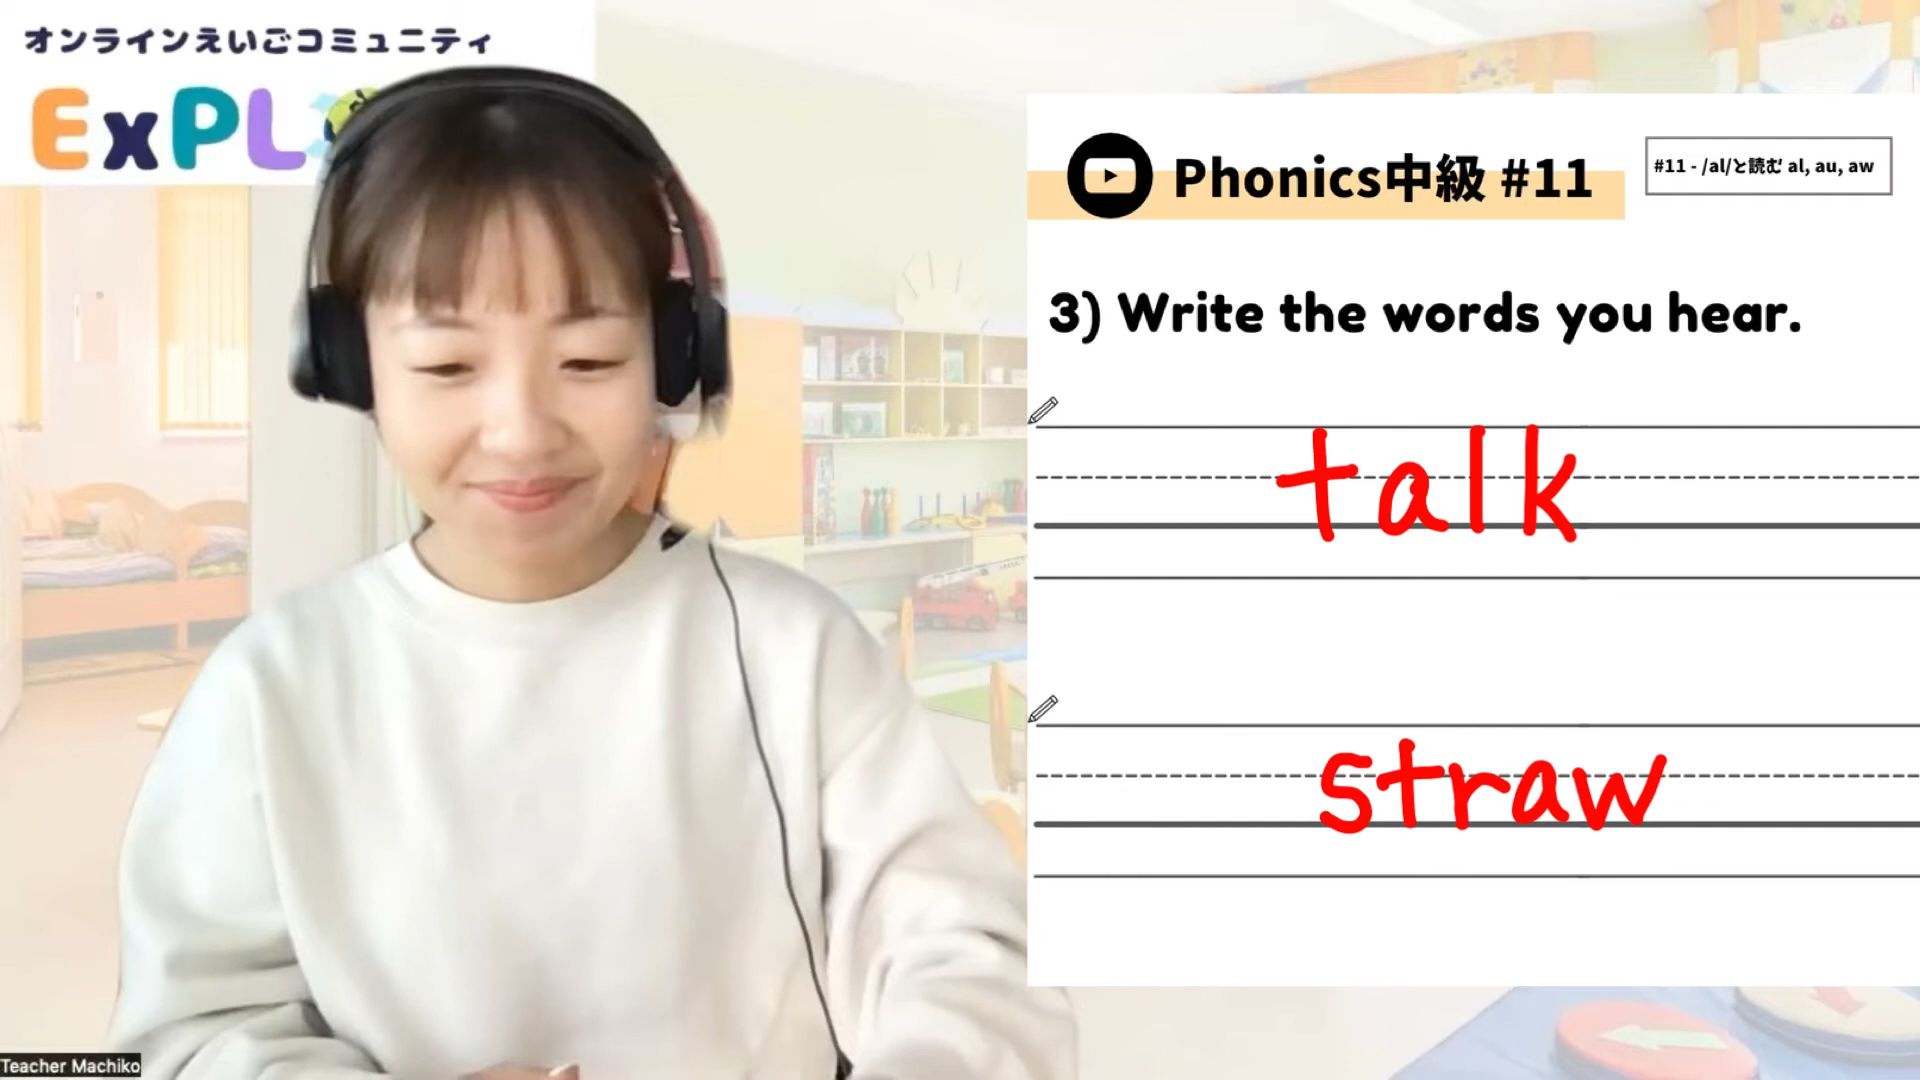 オンラインえいごコミュニティ
ExPL
Phonics中級 #11
#11 - /al/と読む al, au, aw
3) Write the words you hear.
talk
straw
Teacher Machiko